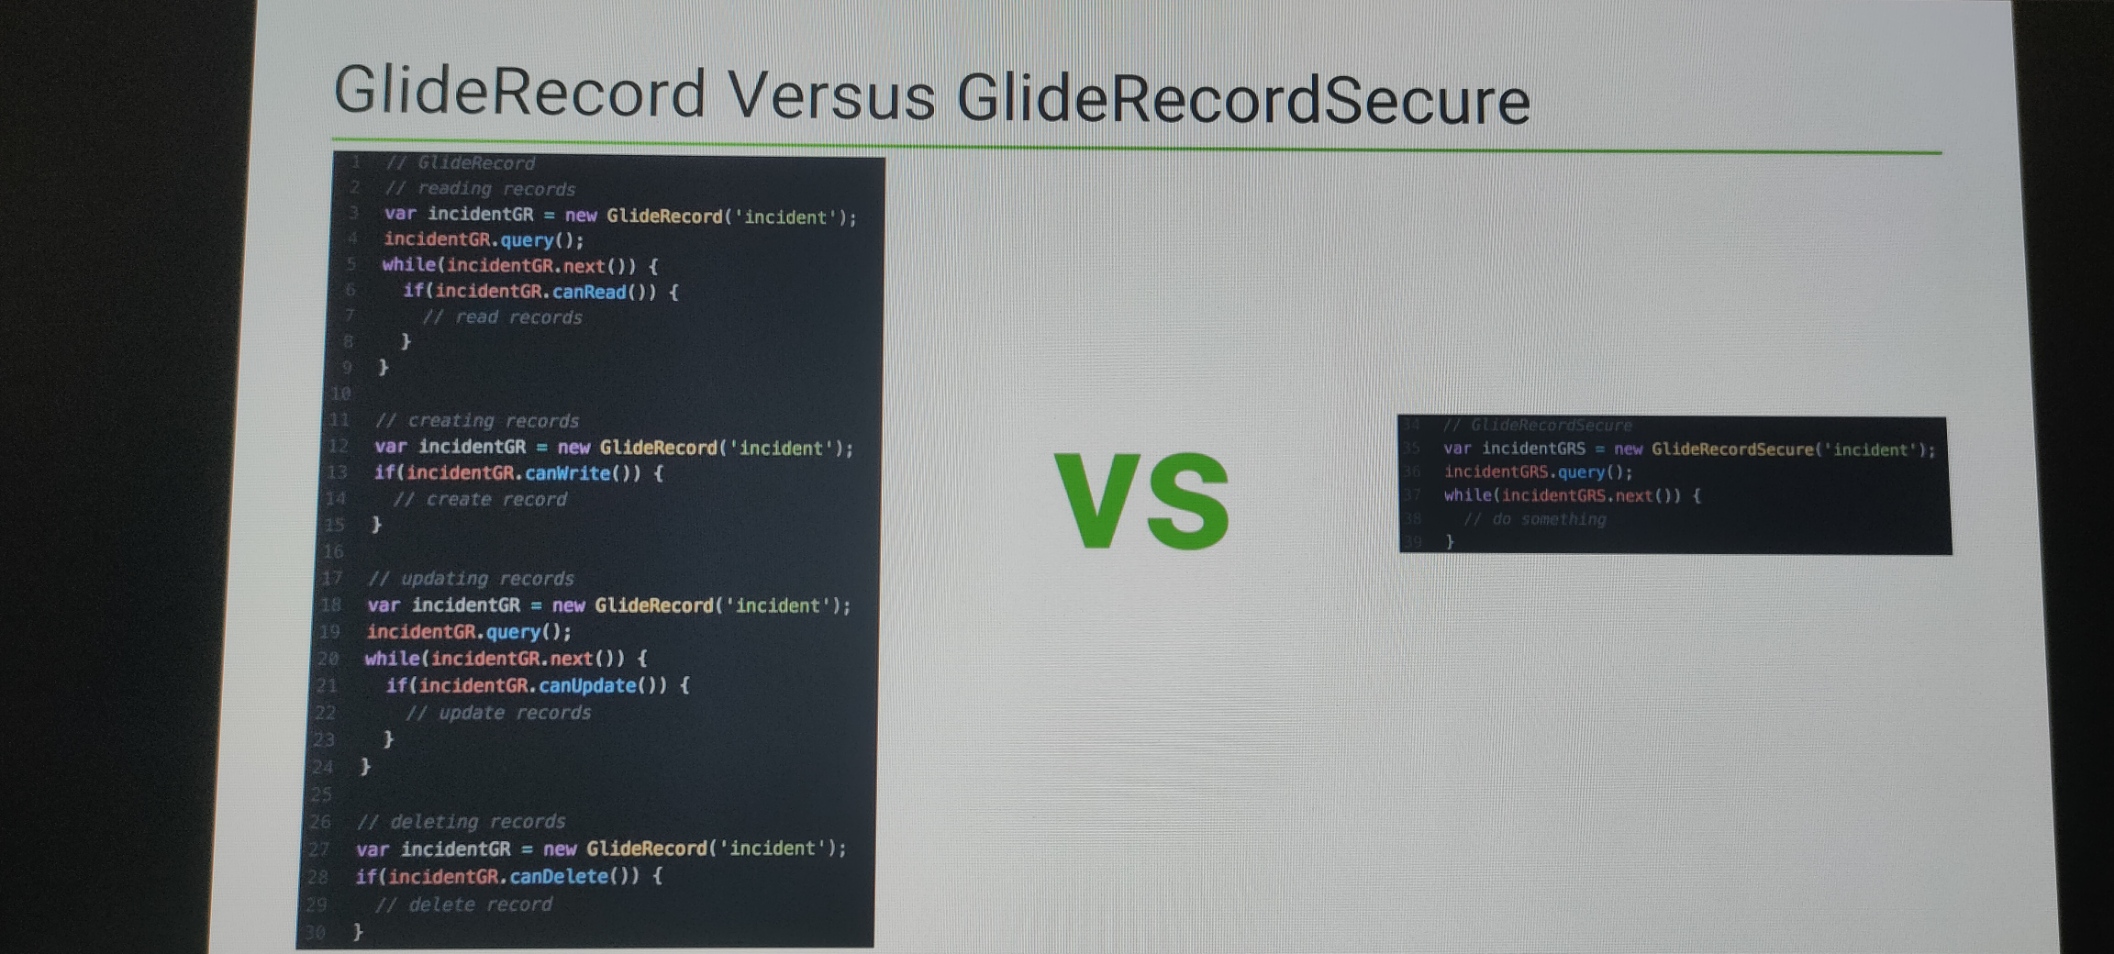 GlideRecord Versus GlideRecordSecure
1 // GlideRecord
2 // reading records
3 var incidentGR = new GlideRecord('incident');
4 incidentGR.query();
5 while(incidentGR.next()) {
6 if(incidentGR.canRead()) {
7 // read records
8 }
9 }
10
11 // creating records
12 var incidentGR = new GlideRecord('incident');
13 if(incidentGR.canWrite()) {
14 // create record
15 }
16
17 // updating records
18 var incidentGR = new GlideRecord('incident');
19 incidentGR.query();
20 while(incidentGR.next()) {
21 if(incidentGR.canUpdate()) {
22 // update records
23 }
24 }
25
26 // deleting records
27 var incidentGR = new GlideRecord('incident');
28 if(incidentGR.canDelete()) {
29 // delete record
30 }
VS
34 // GlideRecordSecure
35 var incidentGRS = new GlideRecordSecure('incident');
36 incidentGRS.query();
37 while(incidentGRS.next()) {
38 // do something
39 }